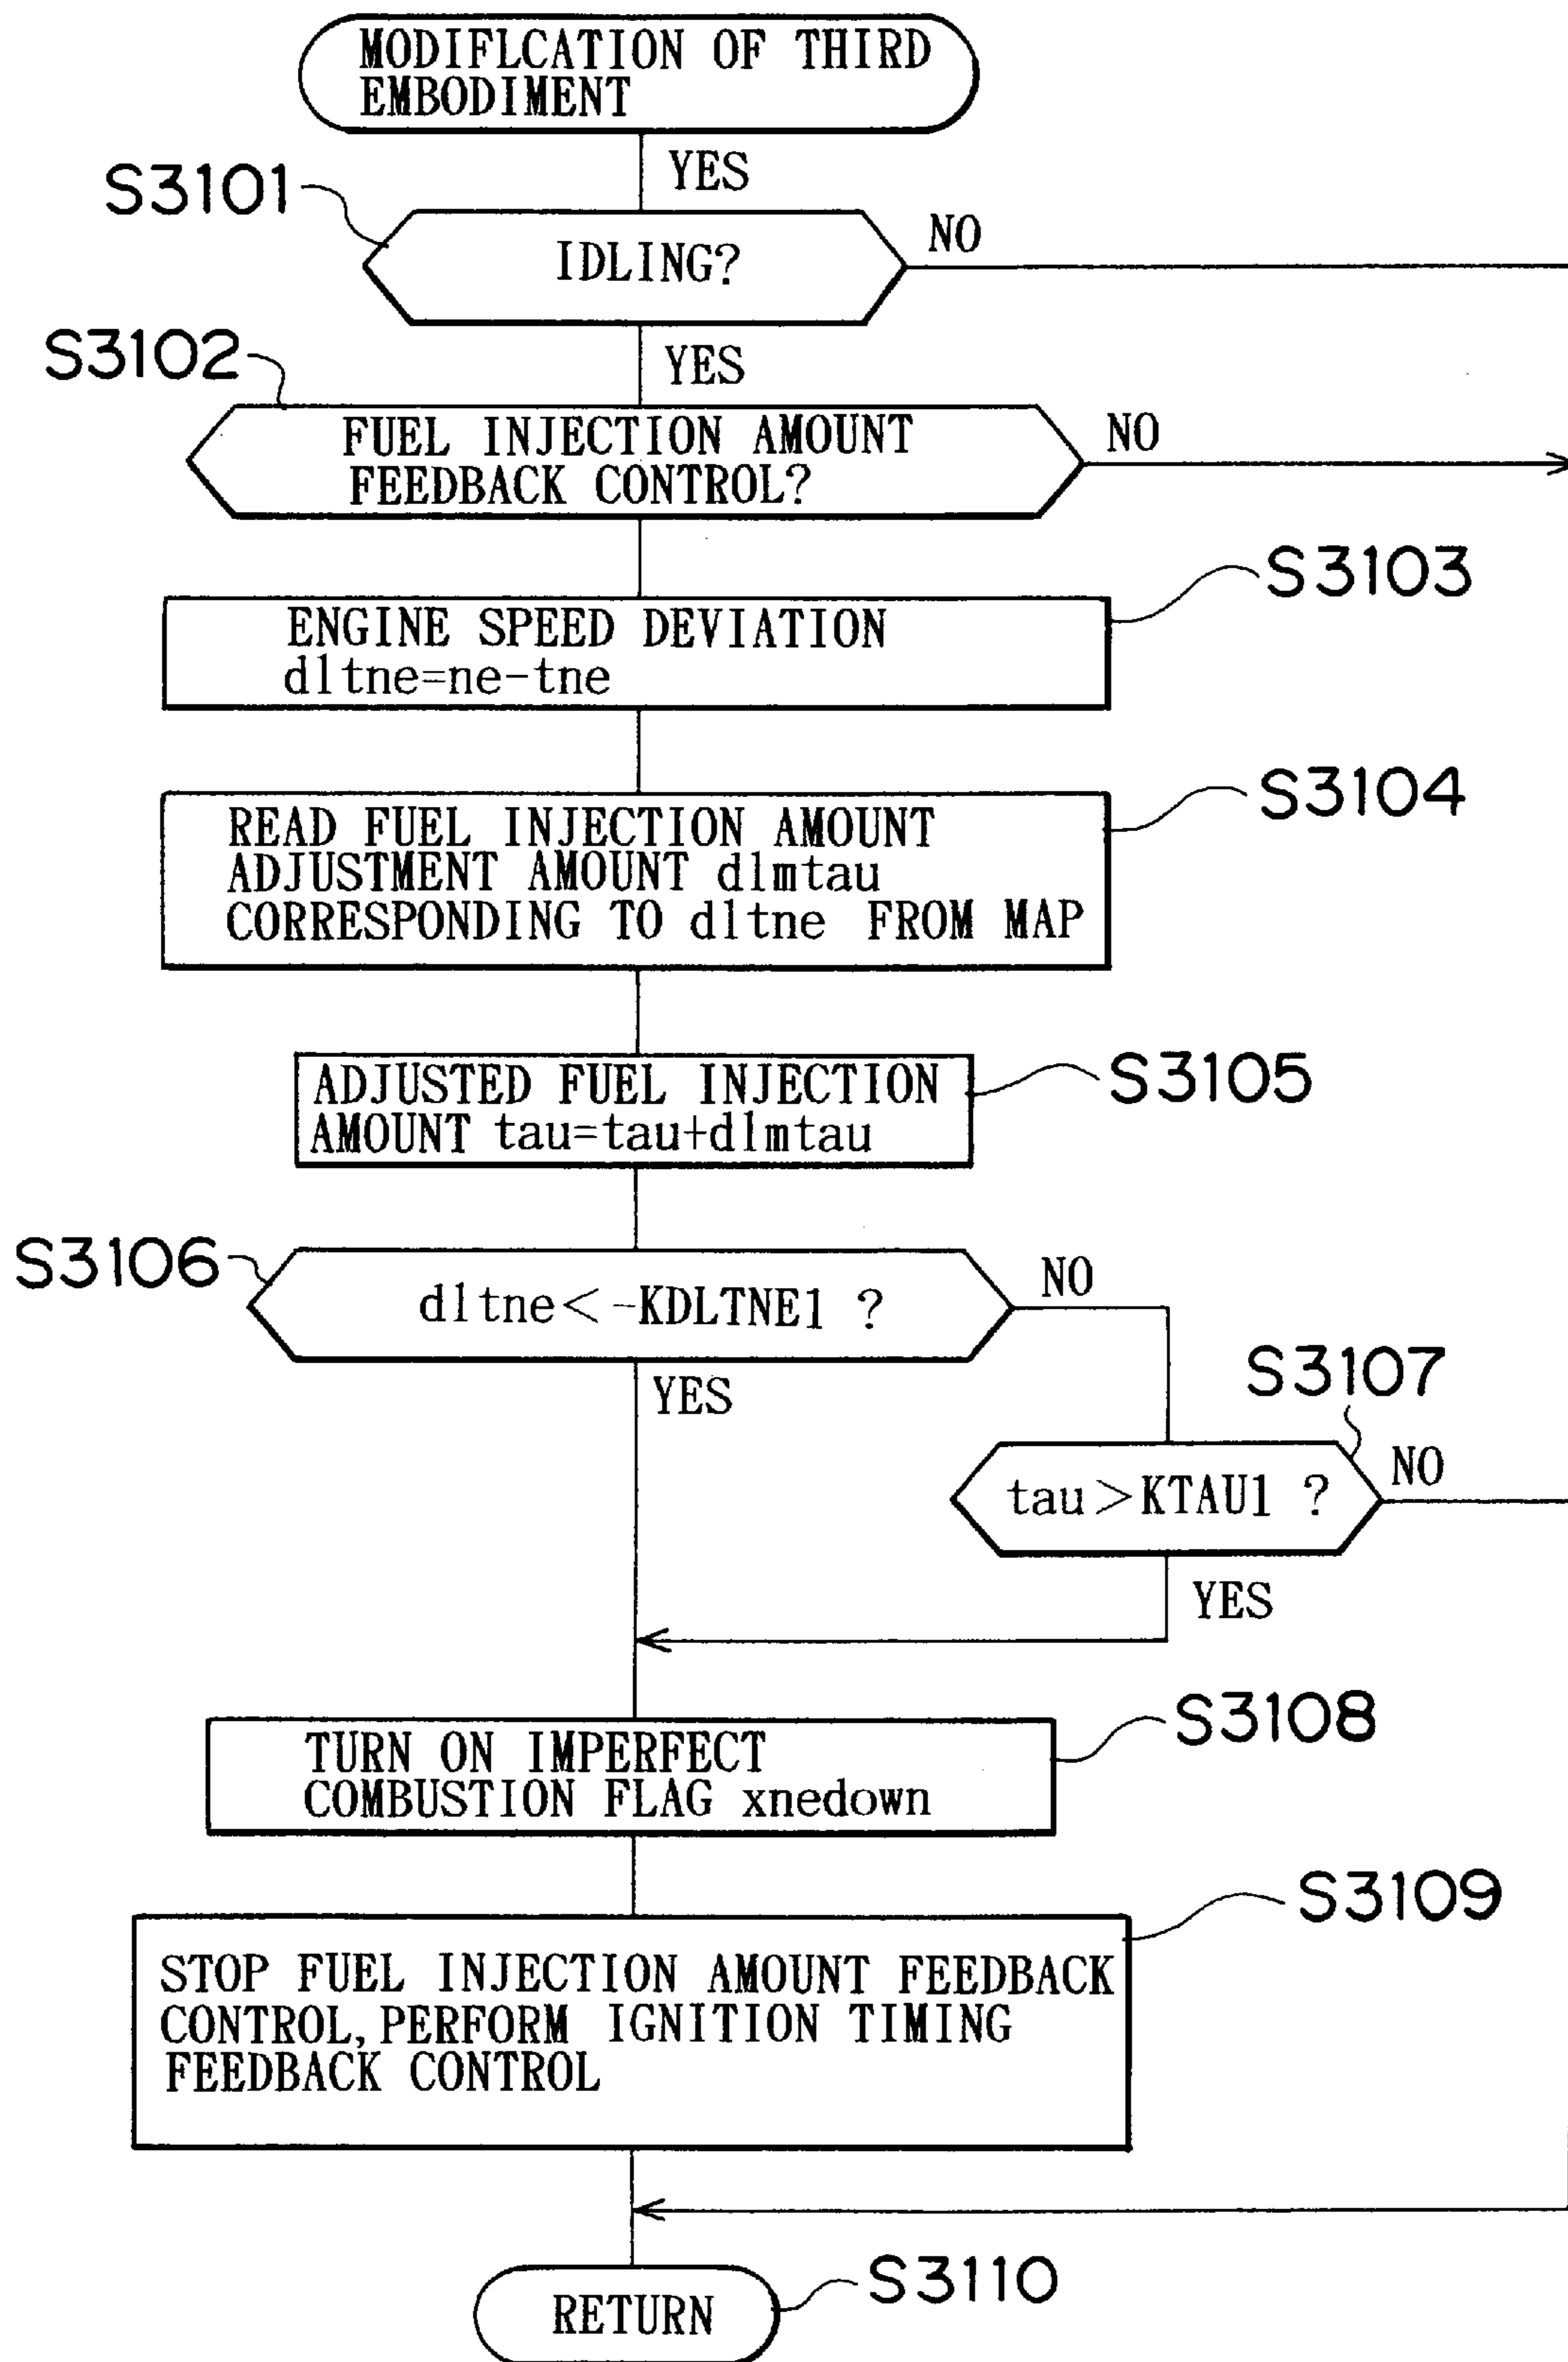 MODIFLCATION OF THIRD
EMBODIMENT
YES
S3101
IDLING?
NO
S3102
YES
FUEL INJECTION AMOUNT
FEEDBACK CONTROL?
NO
S3103
ENGINE SPEED DEVIATION
dltne=ne-tne
S3104
READ FUEL INJECTION AMOUNT
ADJUSTMENT AMOUNT dlmtau
CORRESPONDING TO dltne FROM MAP
S3105
ADJUSTED FUEL INJECTION
AMOUNT tau=tau+dlmtau
S3106
dltne<-KDLTNE1 ?
NO
YES
S3107
tau>KTAU1 ?
NO
YES
S3108
TURN ON IMPERFECT
COMBUSTION FLAG xnedown
S3109
STOP FUEL INJECTION AMOUNT FEEDBACK
CONTROL,PERFORM IGNITION TIMING
FEEDBACK CONTROL
S3110
RETURN